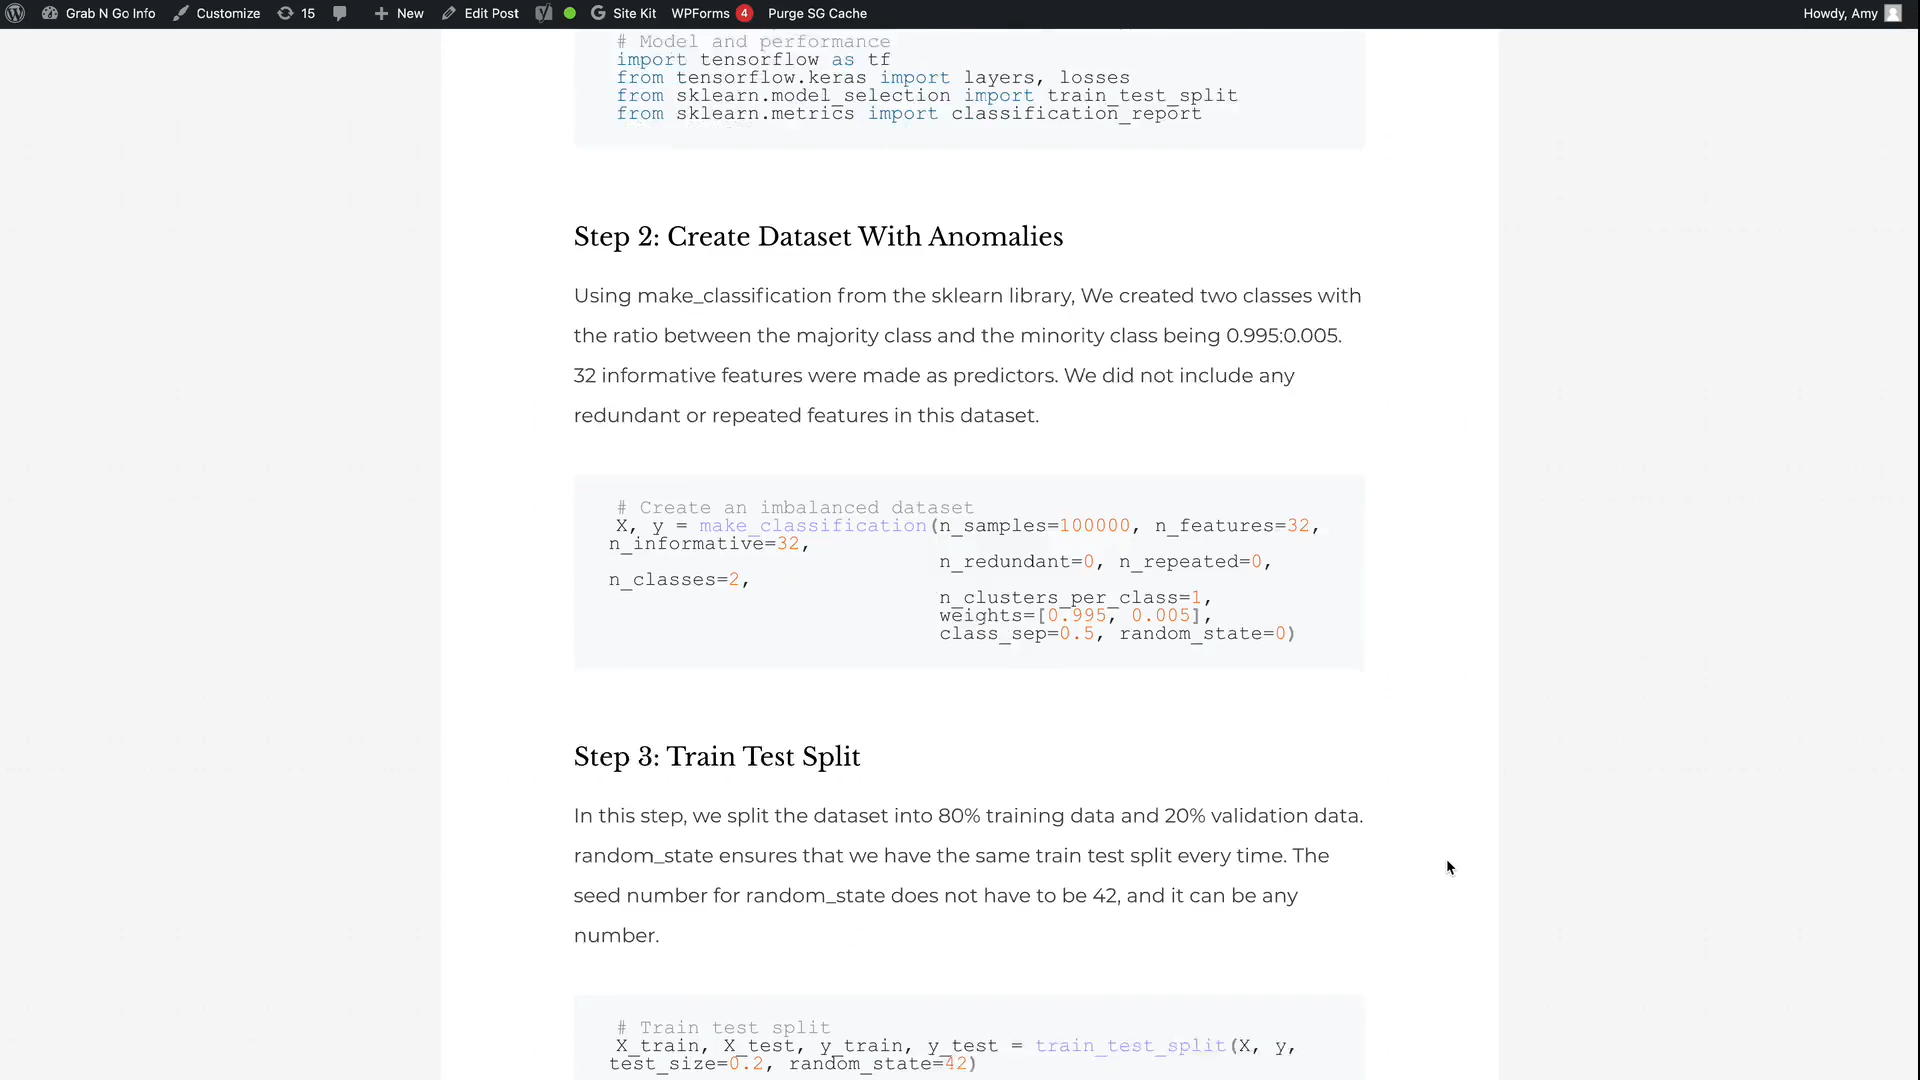 Grab N Go Info Customize 15 New Edit Post Site Kit WPForms 4 Purge SG Cache Howdy, Amy
# Model and performance
import tensorflow as tf
from tensorflow.keras import layers, losses
from sklearn.model_selection import train_test_split
from sklearn.metrics import classification_report
Step 2: Create Dataset With Anomalies
Using make_classification from the sklearn library, We created two classes with
the ratio between the majority class and the minority class being 0.995:0.005.
32 informative features were made as predictors. We did not include any
redundant or repeated features in this dataset.
# Create an imbalanced dataset
X, y = make_classification(n_samples=100000, n_features=32,
n_informative=32,
n_redundant=0, n_repeated=0,
n_classes=2,
n_clusters_per_class=1,
weights=[0.995, 0.005],
class_sep=0.5, random_state=0)
Step 3: Train Test Split
In this step, we split the dataset into 80% training data and 20% validation data.
random_state ensures that we have the same train test split every time. The
seed number for random_state does not have to be 42, and it can be any
number.
# Train test split
X_train, X_test, y_train, y_test = train_test_split(X, y,
test_size=0.2, random_state=42)